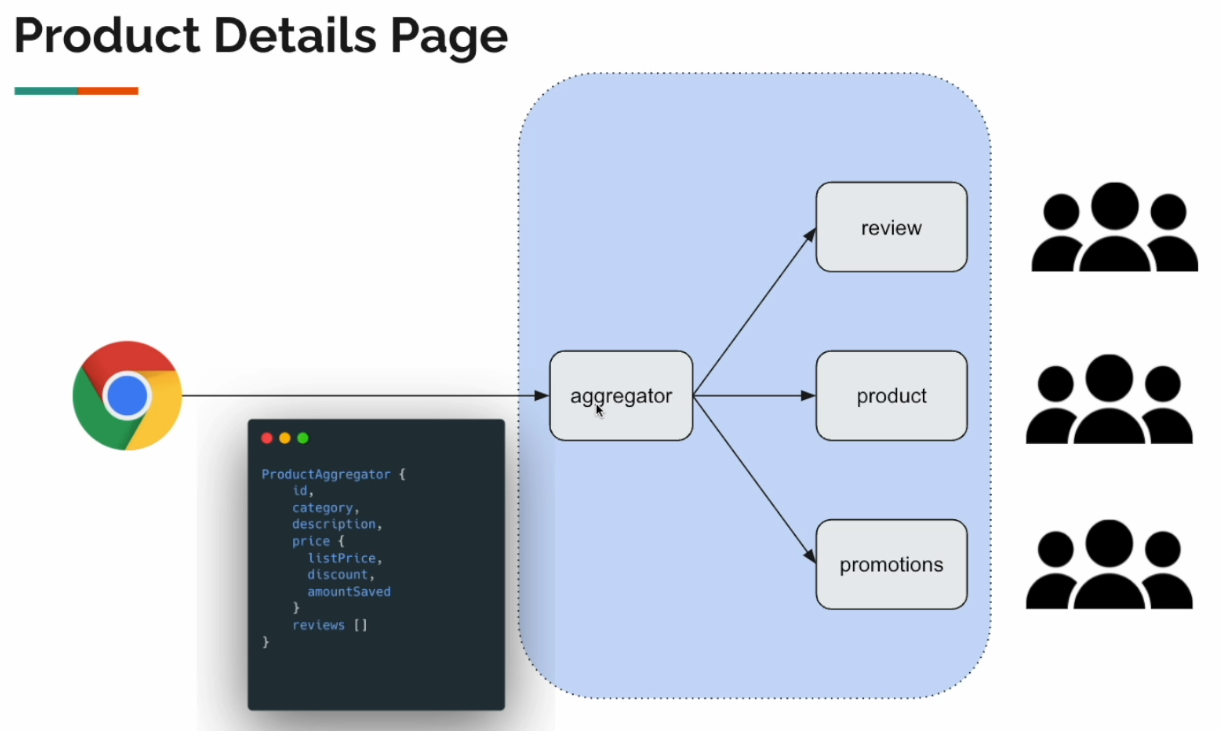 Product Details Page
review
aggregator
product
promotions
ProductAggregator {
    id,
    category,
    description,
    price {
      listPrice,
      discount,
      amountSaved
    }
    reviews []
}